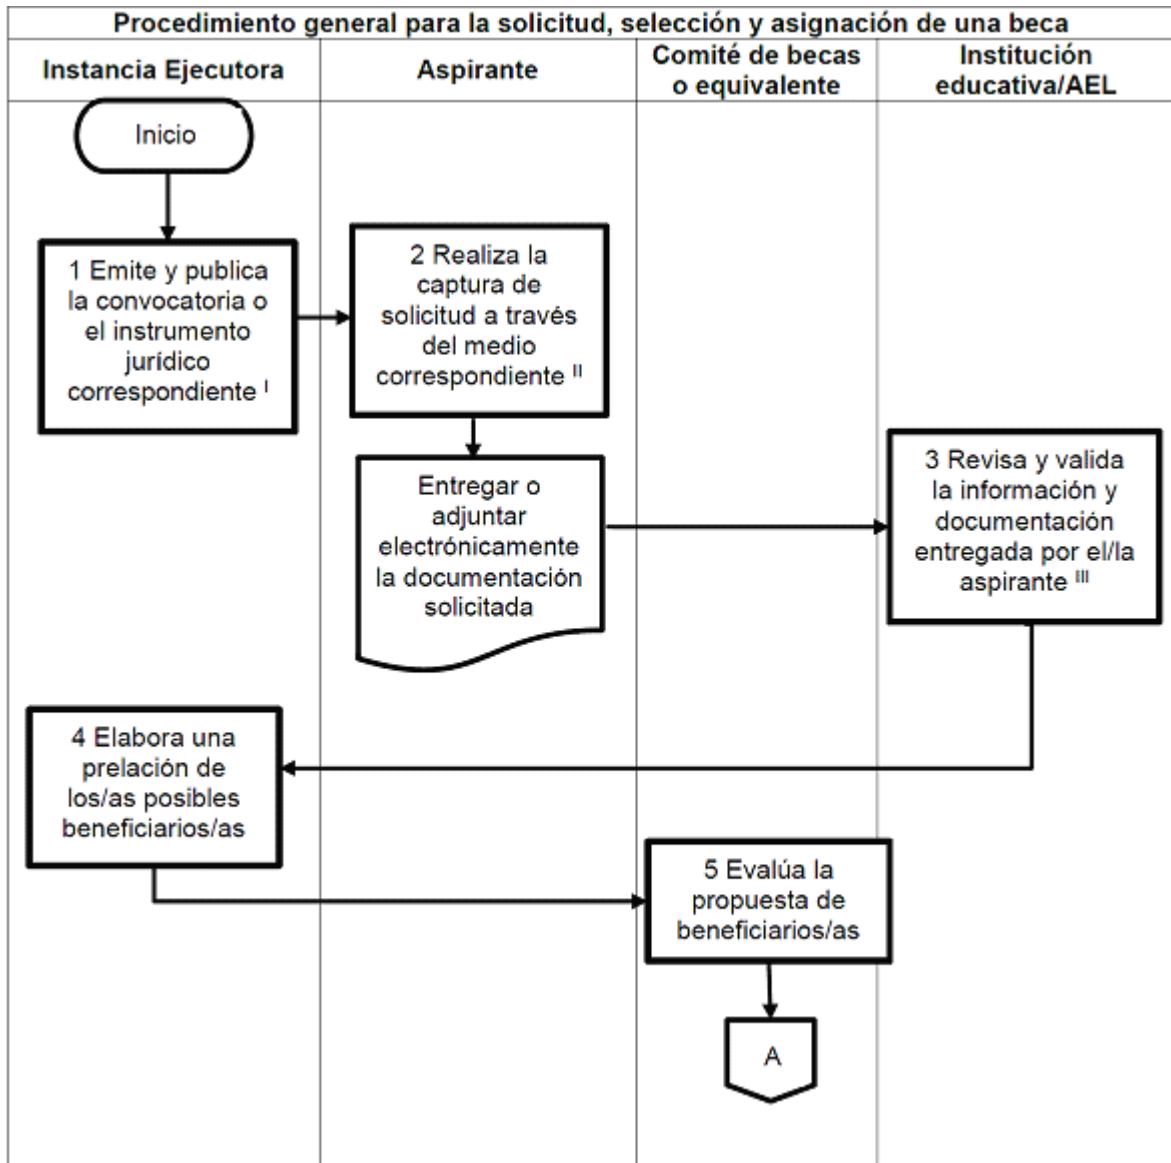 Procedimiento general para la solicitud, selección y asignación de una beca
Instancia Ejecutora
Aspirante
Comité de becas
o equivalente
Institución
educativa/AEL
Inicio
1 Emite y publica
la convocatoria o
el instrumento
jurídico
correspondiente I
2 Realiza la
captura de
solicitud a través
del medio
correspondiente II
Entregar o
adjuntar
electrónicamente
la documentación
solicitada
3 Revisa y valida
la información y
documentación
entregada por el/la
aspirante III
4 Elabora una
prelación de
los/as posibles
beneficiarios/as
5 Evalúa la
propuesta de
beneficiarios/as
A